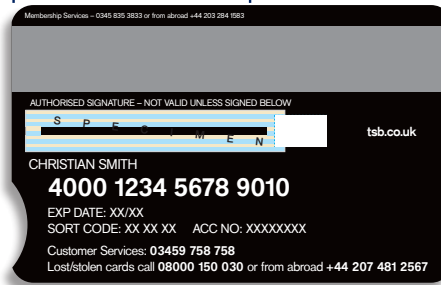 Membership Services – 0345 835 3833 or from abroad +44 203 284 1583
AUTHORISED SIGNATURE – NOT VALID UNLESS SIGNED BELOW
SPECIMEN
tsb.co.uk
CHRISTIAN SMITH
4000 1234 5678 9010
EXP DATE: XX/XX
SORT CODE: XX XX XX ACC NO: XXXXXXXX
Customer Services: 03459 758 758
Lost/stolen cards call 08000 150 030 or from abroad +44 207 481 2567